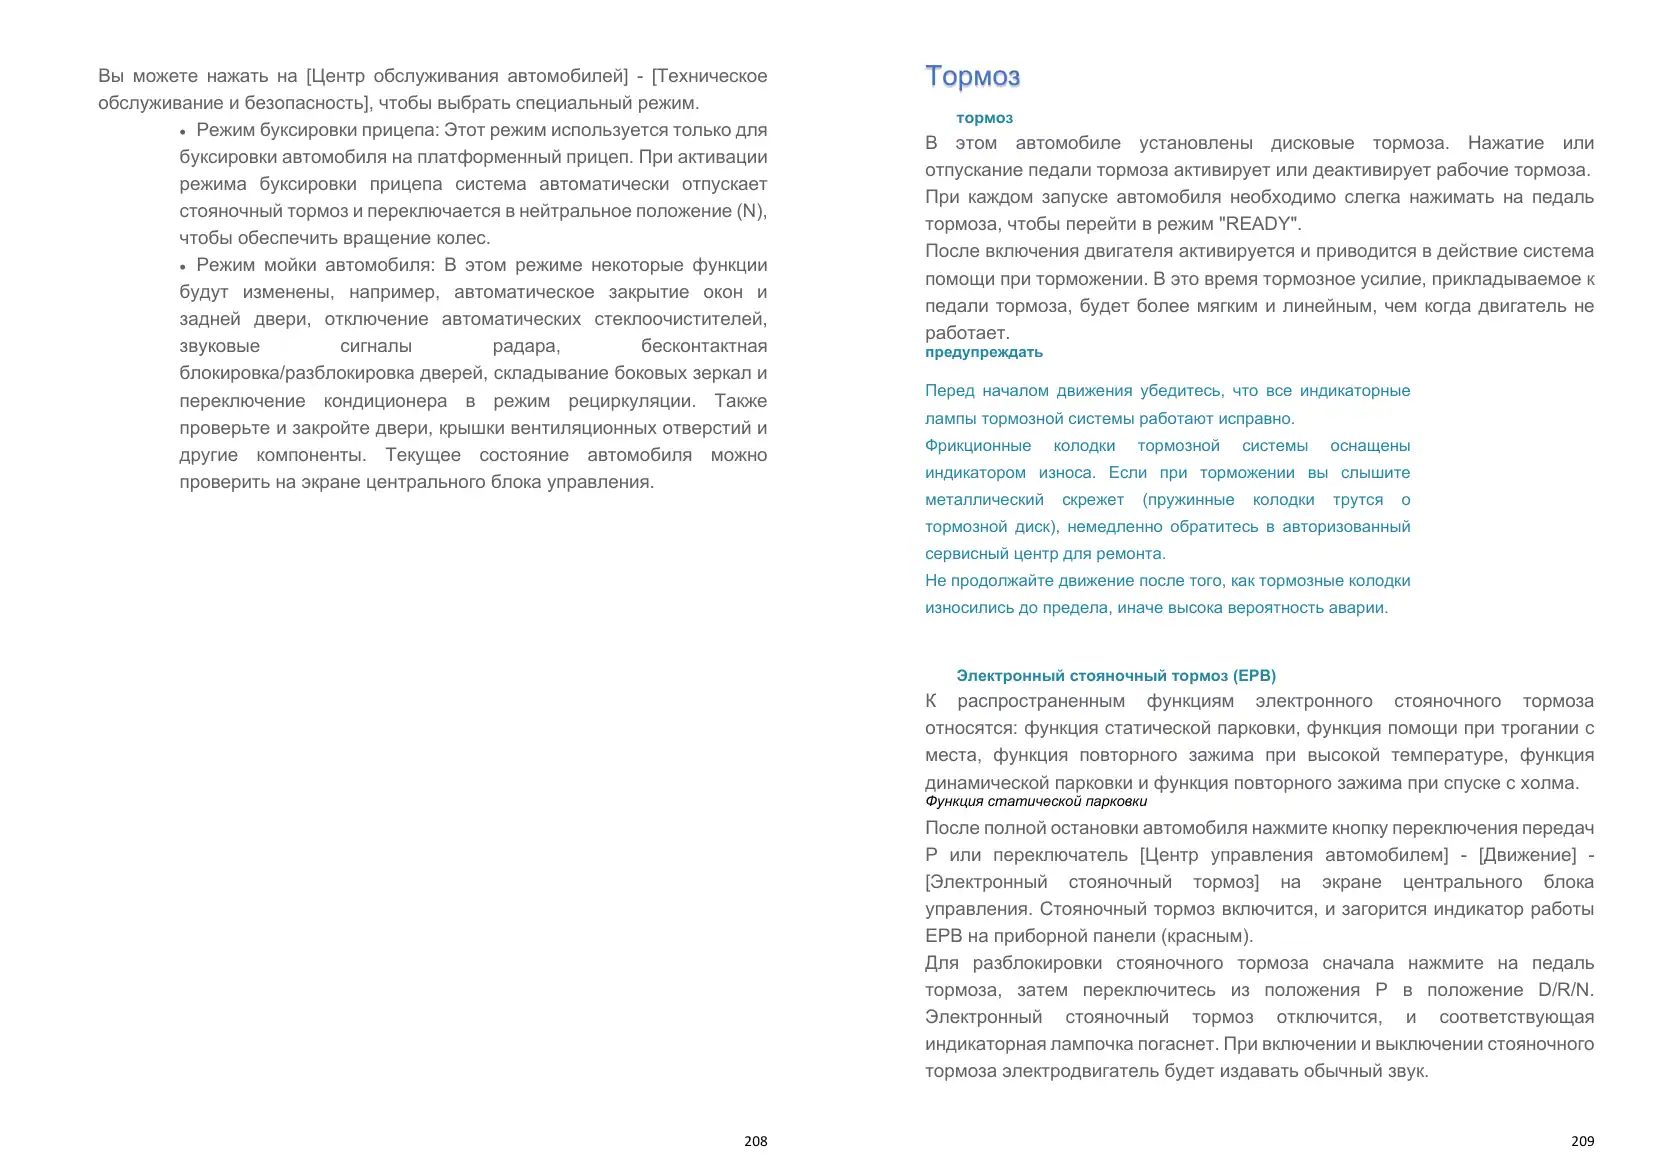 Вы можете нажать на [Центр обслуживания автомобилей] - [Техническое
обслуживание и безопасность], чтобы выбрать специальный режим.
• Режим буксировки прицепа: Этот режим используется только для
буксировки автомобиля на платформенный прицеп. При активации
режима буксировки прицепа система автоматически отпускает
стояночный тормоз и переключается в нейтральное положение (N),
чтобы обеспечить вращение колес.
• Режим мойки автомобиля: В этом режиме некоторые функции
будут изменены, например, автоматическое закрытие окон и
задней двери, отключение автоматических стеклоочистителей,
звуковые сигналы радара, бесконтактная
блокировка/разблокировка дверей, складывание боковых зеркал и
переключение кондиционера в режим рециркуляции. Также
проверьте и закройте двери, крышки вентиляционных отверстий и
другие компоненты. Текущее состояние автомобиля можно
проверить на экране центрального блока управления.
208
Тормоз
тормоз
В этом автомобиле установлены дисковые тормоза. Нажатие или
отпускание педали тормоза активирует или деактивирует рабочие тормоза.
При каждом запуске автомобиля необходимо слегка нажимать на педаль
тормоза, чтобы перейти в режим "READY".
После включения двигателя активируется и приводится в действие система
помощи при торможении. В это время тормозное усилие, прикладываемое к
педали тормоза, будет более мягким и линейным, чем когда двигатель не
работает.
предупреждать
Перед началом движения убедитесь, что все индикаторные
лампы тормозной системы работают исправно.
Фрикционные колодки тормозной системы оснащены
индикатором износа. Если при торможении вы слышите
металлический скрежет (пружинные колодки трутся о
тормозной диск), немедленно обратитесь в авторизованный
сервисный центр для ремонта.
Не продолжайте движение после того, как тормозные колодки
износились до предела, иначе высока вероятность аварии.
Электронный стояночный тормоз (EPB)
К распространенным функциям электронного стояночного тормоза
относятся: функция статической парковки, функция помощи при трогании с
места, функция повторного зажима при высокой температуре, функция
динамической парковки и функция повторного зажима при спуске с холма.
Функция статической парковки
После полной остановки автомобиля нажмите кнопку переключения передач
P или переключатель [Центр управления автомобилем] - [Движение] -
[Электронный стояночный тормоз] на экране центрального блока
управления. Стояночный тормоз включится, и загорится индикатор работы
EPB на приборной панели (красным).
Для разблокировки стояночного тормоза сначала нажмите на педаль
тормоза, затем переключитесь из положения P в положение D/R/N.
Электронный стояночный тормоз отключится, и соответствующая
индикаторная лампочка погаснет. При включении и выключении стояночного
тормоза электродвигатель будет издавать обычный звук.
209